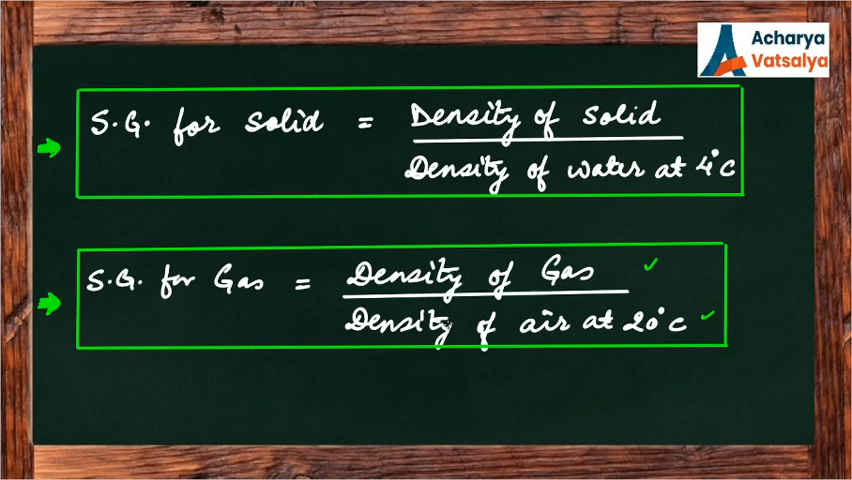 Acharya
Vatsalya
S.G. for Solid = Density of Solid
Density of water at 4°C
S.G. for Gas = Density of Gas ✓
Density of air at 20°C ✓